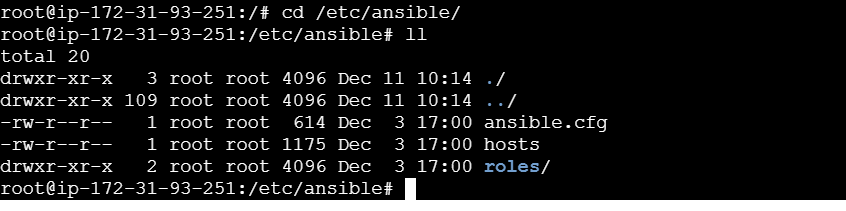 root@ip-172-31-93-251:/# cd /etc/ansible/
root@ip-172-31-93-251:/etc/ansible# ll
total 20
drwxr-xr-x   3 root root 4096 Dec 11 10:14 ./
drwxr-xr-x 109 root root 4096 Dec 11 10:14 ../
-rw-r--r--   1 root root  614 Dec  3 17:00 ansible.cfg
-rw-r--r--   1 root root 1175 Dec  3 17:00 hosts
drwxr-xr-x   2 root root 4096 Dec  3 17:00 roles/
root@ip-172-31-93-251:/etc/ansible#